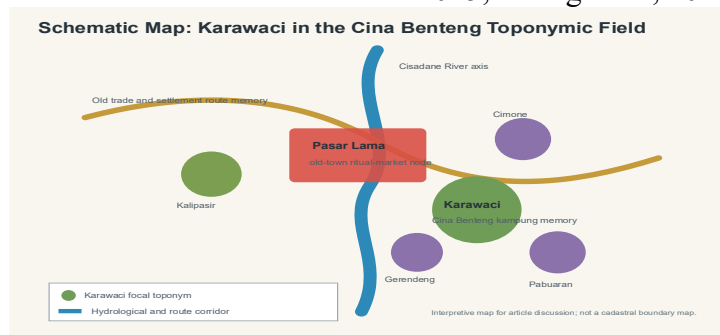 Schematic Map: Karawaci in the Cina Benteng Toponymic Field
Cisadane River axis
Old trade and settlement route memory
Cimone
Pasar Lama
old-town ritual-market node
Kalipasir
Karawaci
Cina Benteng kampung memory
Gerendeng
Pabuaran
Karawaci focal toponym
Hydrological and route corridor
Interpretive map for article discussion; not a cadastral boundary map.